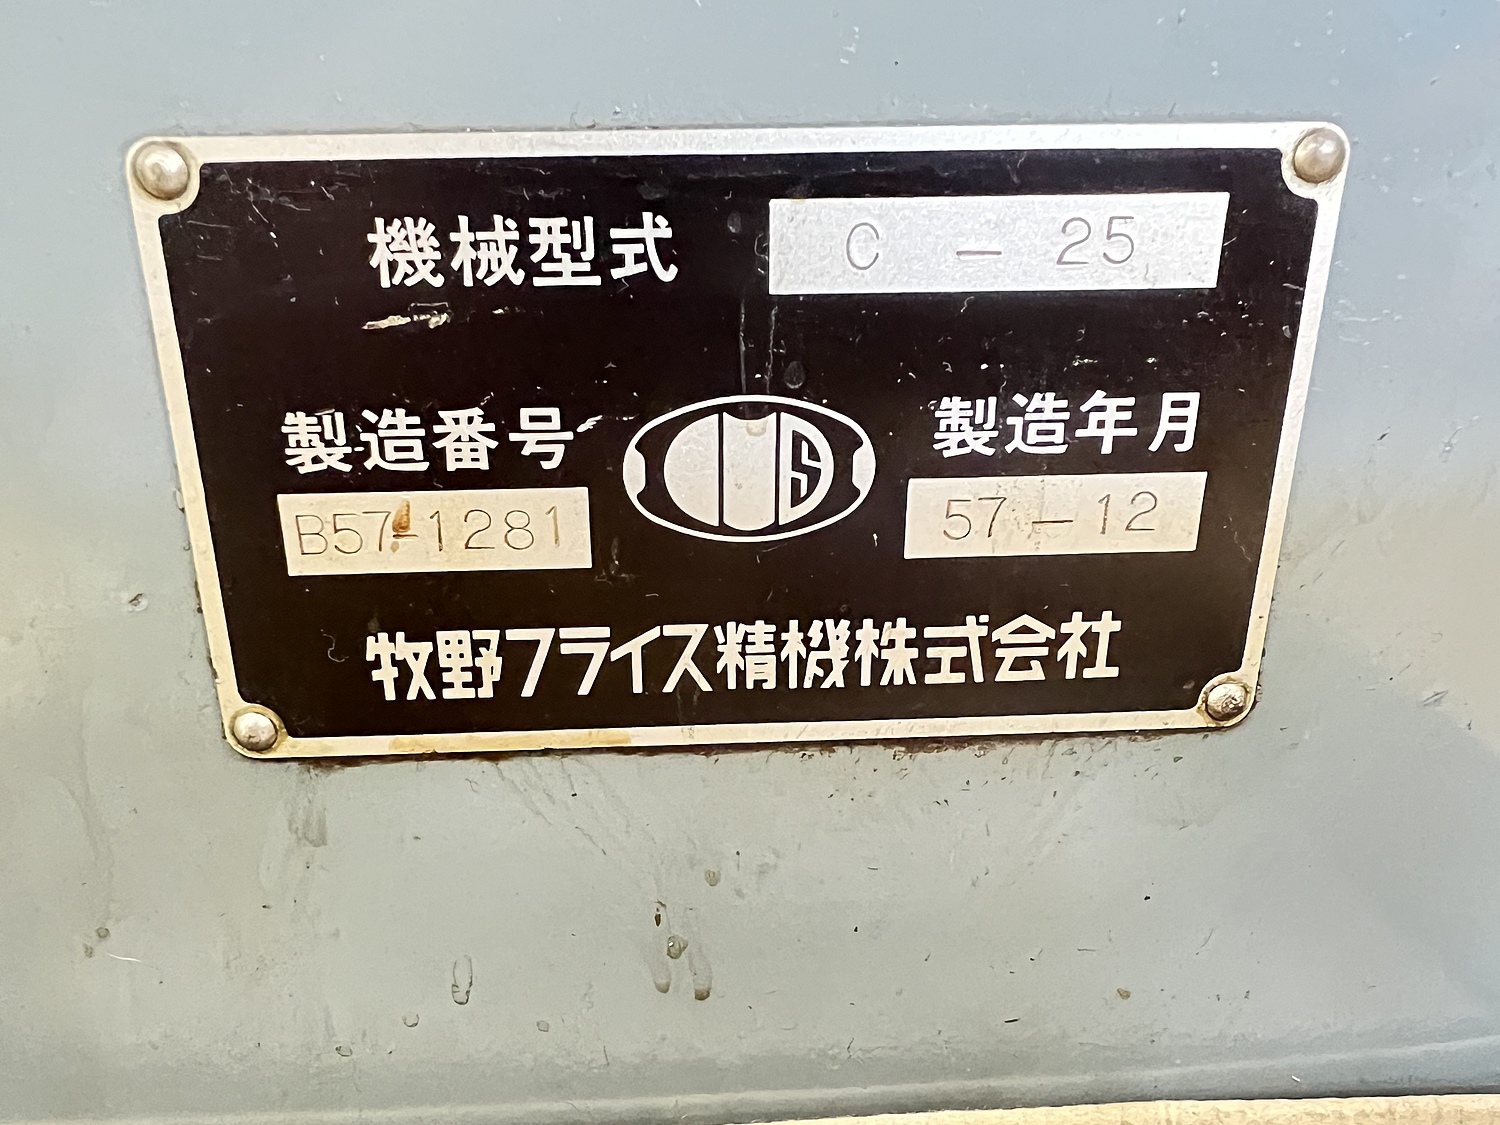 機械型式 C - 25
製造番号 製造年月
B57-1281 57-12
牧野フライス精機株式会社